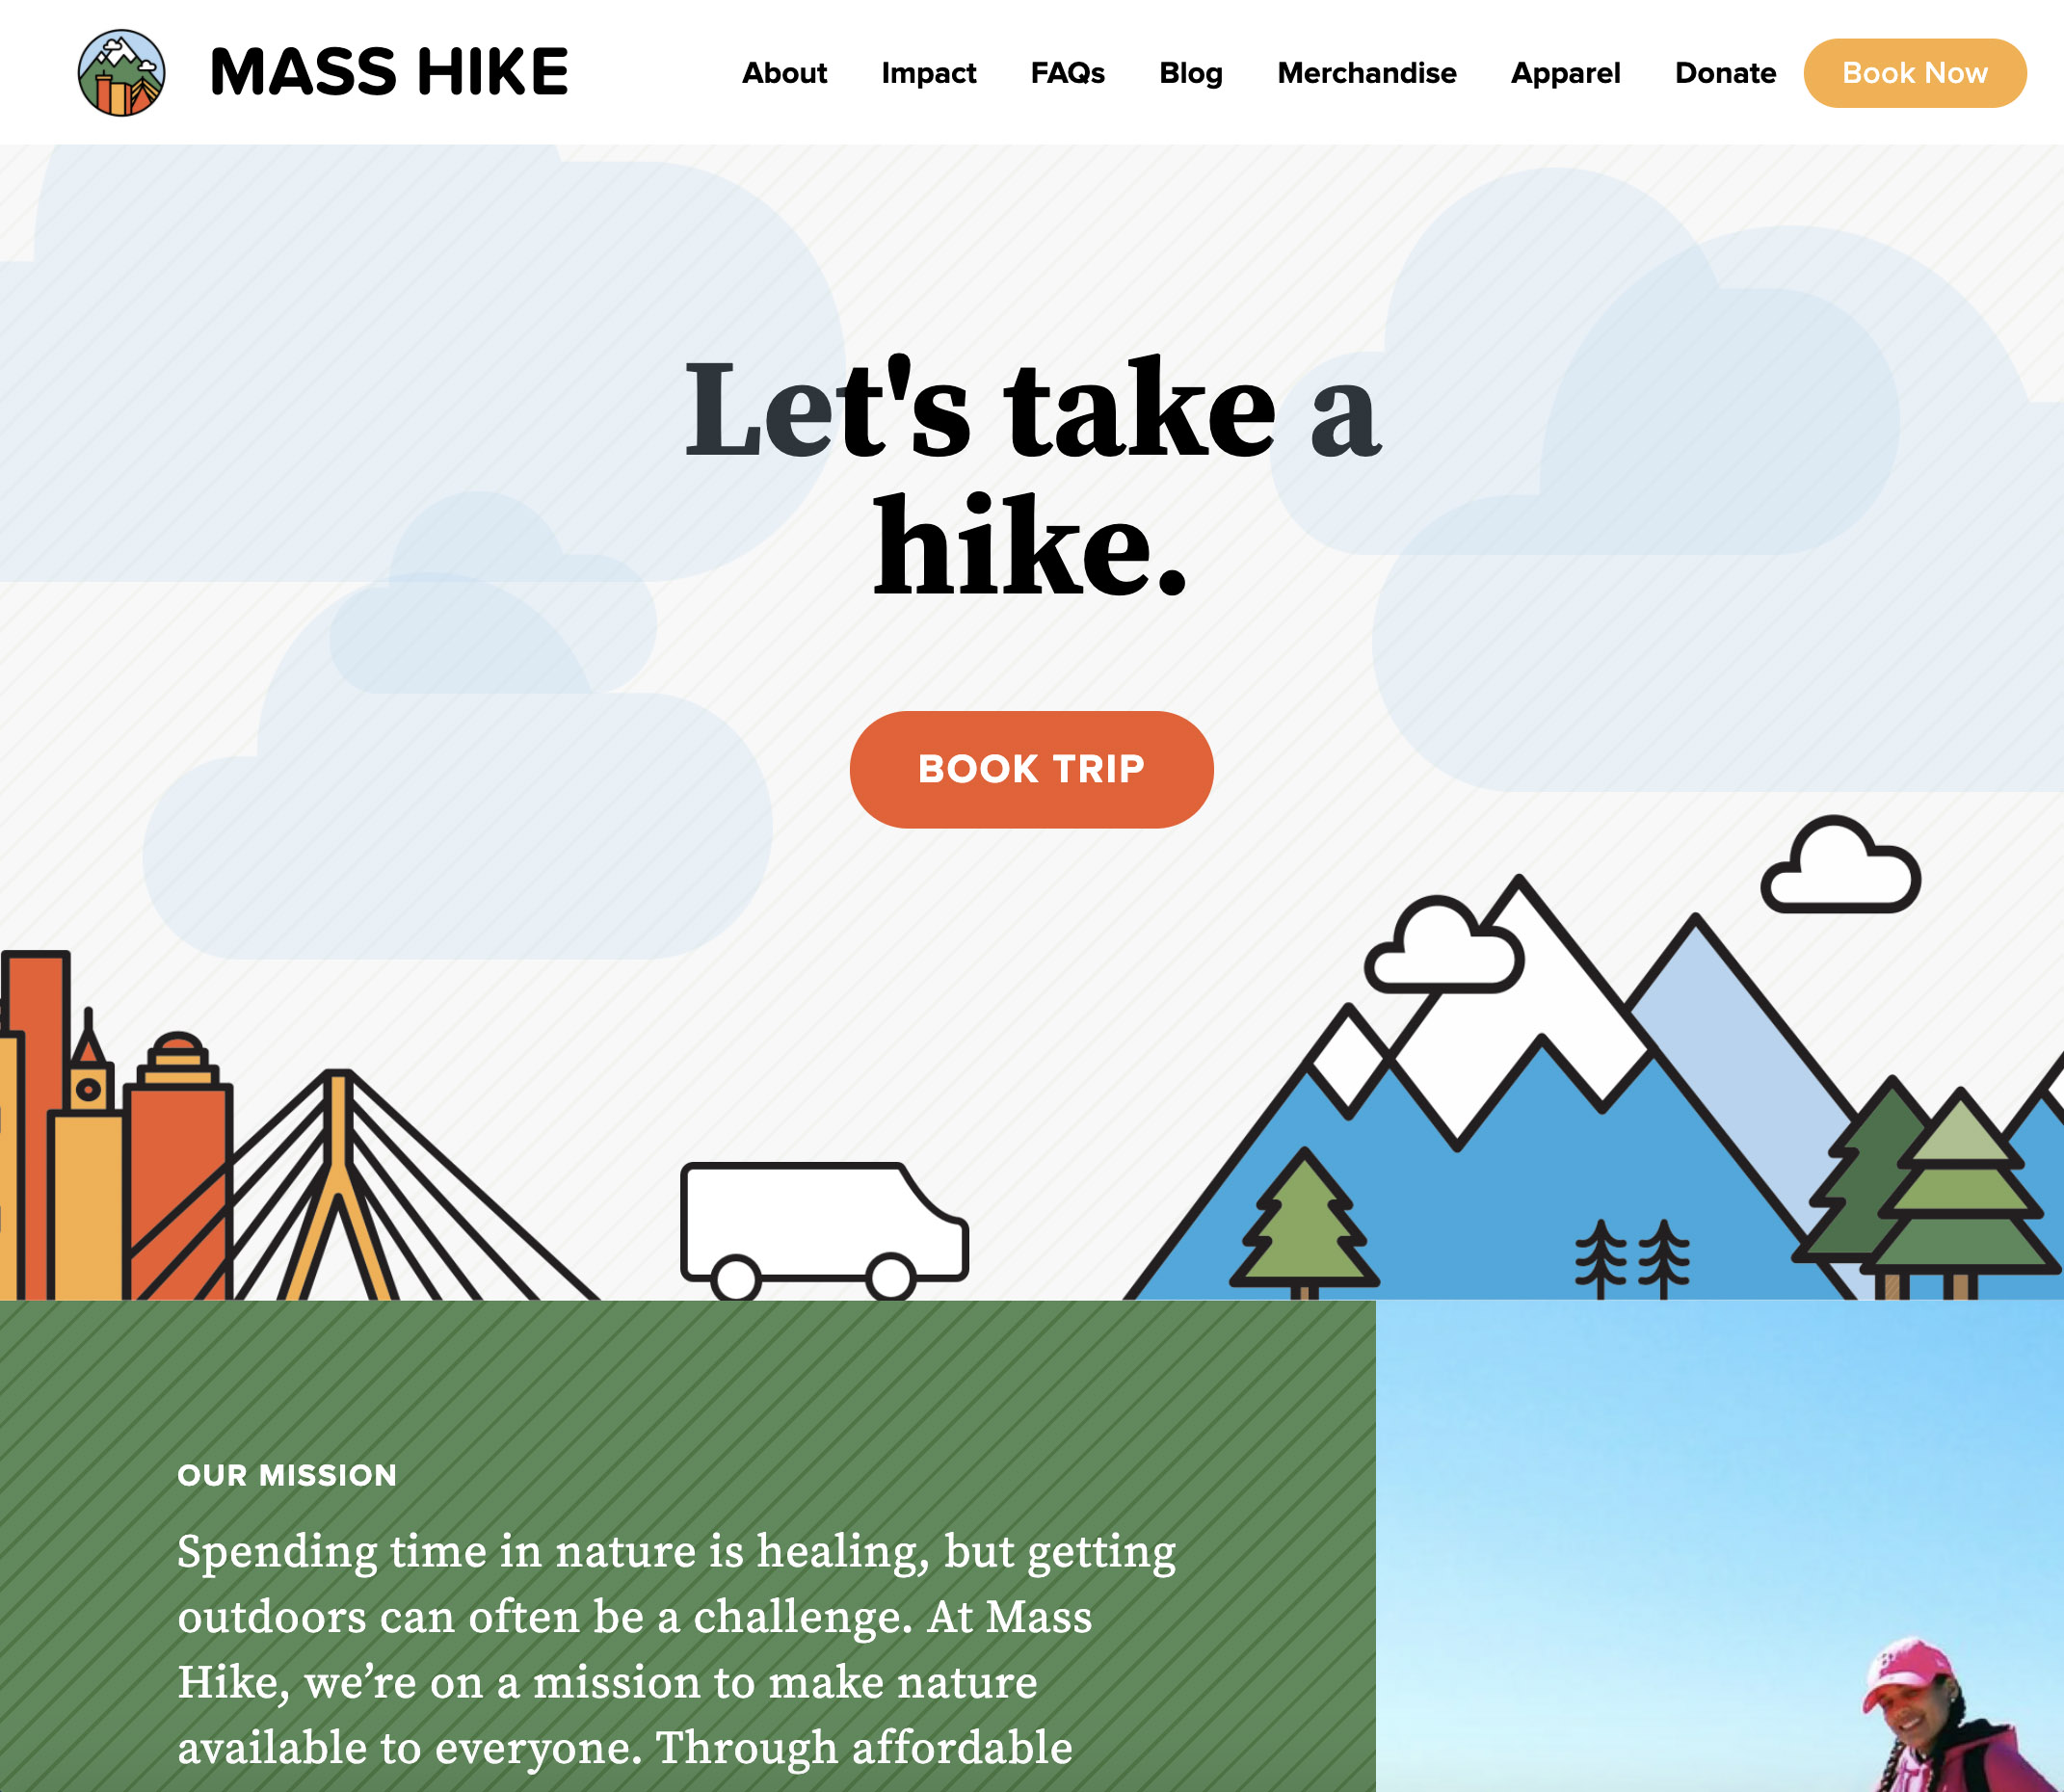 MASS HIKE
About Impact FAQs Blog Merchandise Apparel Donate Book Now
Let's take a
hike.
BOOK TRIP
OUR MISSION
Spending time in nature is healing, but getting
outdoors can often be a challenge. At Mass
Hike, we’re on a mission to make nature
available to everyone. Through affordable